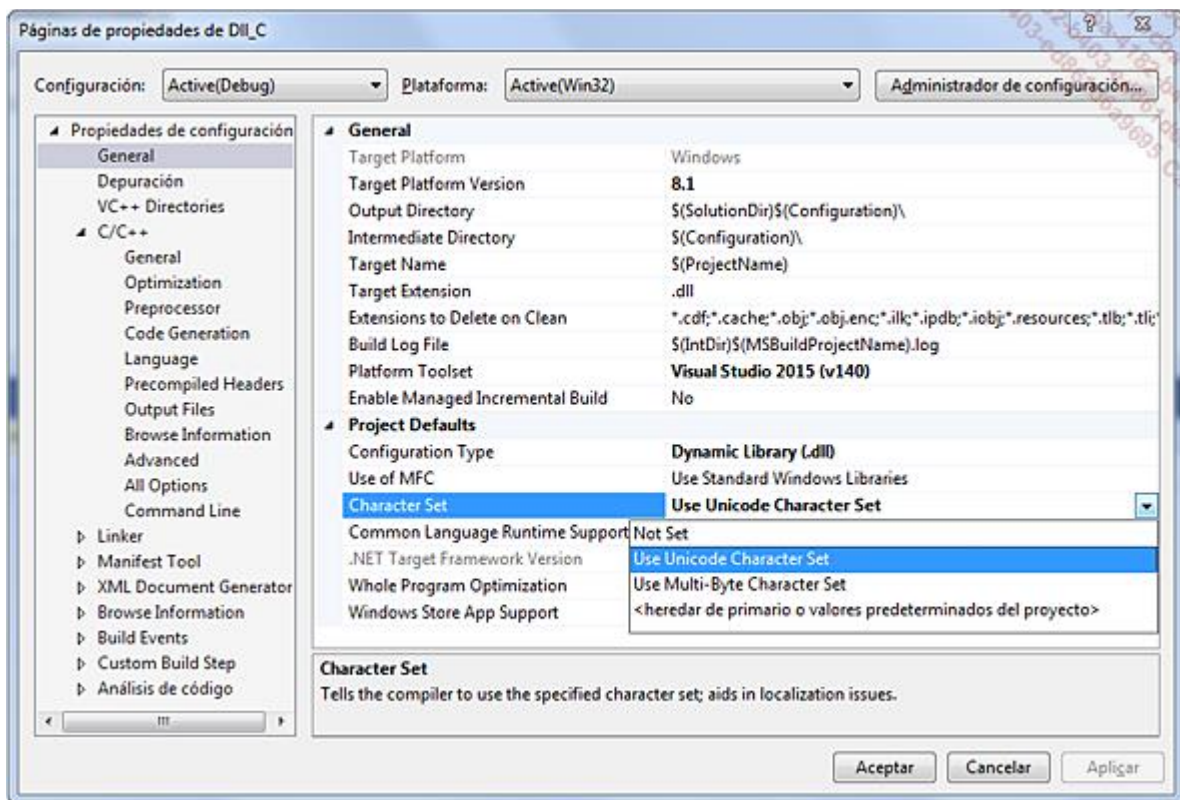 Páginas de propiedades de Dll_C
Configuración: Active(Debug) Plataforma: Active(Win32) Administrador de configuración...
Propiedades de configuración
General
Depuración
VC++ Directories
C/C++
General
Optimization
Preprocessor
Code Generation
Language
Precompiled Headers
Output Files
Browse Information
Advanced
All Options
Command Line
Linker
Manifest Tool
XML Document Generator
Browse Information
Build Events
Custom Build Step
Análisis de código
General
Target Platform Windows
Target Platform Version 8.1
Output Directory $(SolutionDir)$(Configuration)\
Intermediate Directory $(Configuration)\
Target Name $(ProjectName)
Target Extension .dll
Extensions to Delete on Clean *.cdf;*.cache;*.obj;*.obj.enc;*.ilk;*.ipdb;*.iobj;*.resources;*.tlb;*.tli;*
Build Log File $(IntDir)$(MSBuildProjectName).log
Platform Toolset Visual Studio 2015 (v140)
Enable Managed Incremental Build No
Project Defaults
Configuration Type Dynamic Library (.dll)
Use of MFC Use Standard Windows Libraries
Character Set Use Unicode Character Set
Common Language Runtime Support Not Set
.NET Target Framework Version Use Unicode Character Set
Whole Program Optimization Use Multi-Byte Character Set
Windows Store App Support <heredar de primario o valores predeterminados del proyecto>
Character Set
Tells the compiler to use the specified character set; aids in localization issues.
Aceptar Cancelar Aplicar